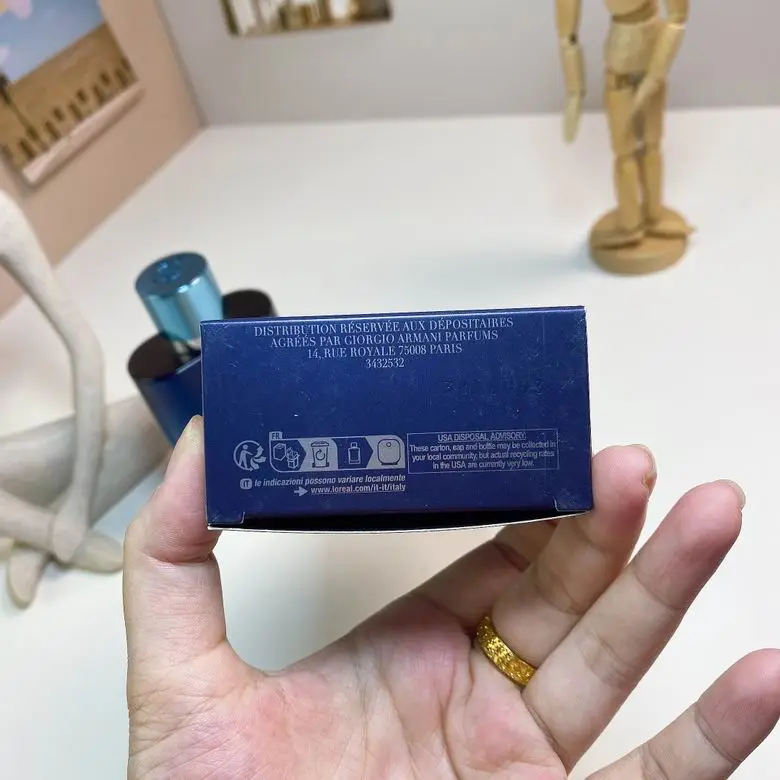 DISTRIBUTION RÉSERVÉE AUX DÉPOSITAIRES
AGRÉÉS PAR GIORGIO ARMANI PARFUMS
14, RUE ROYALE 75008 PARIS
3432532
FR
USA DISPOSAL ADVISORY:
These carton, cap and bottle may be collected in
your local community, but actual recycling rates
in the USA are currently very low.
IT le indicazioni possono variare localmente
www.loreal.com/it-it/italy